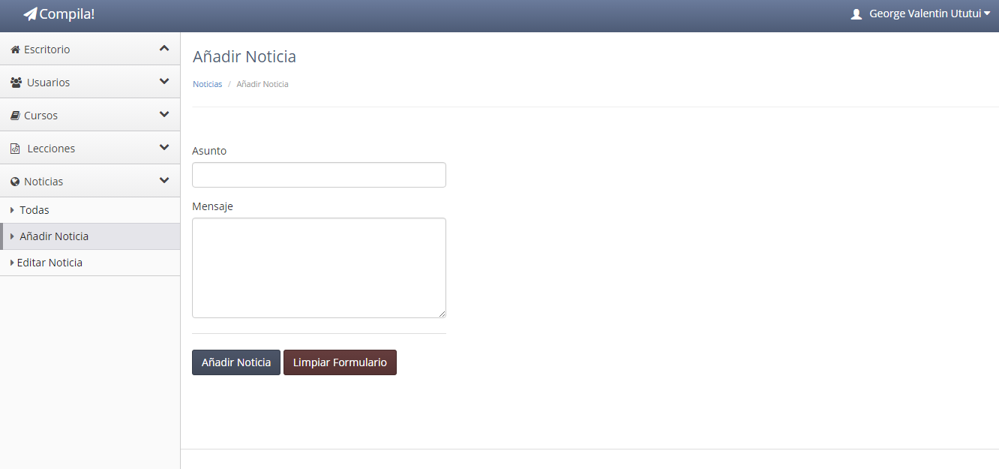 Compila!
George Valentin Ututui
Escritorio
Usuarios
Cursos
Lecciones
Noticias
Todas
Añadir Noticia
Editar Noticia
Añadir Noticia
Noticias / Añadir Noticia
Asunto
Mensaje
Añadir Noticia
Limpiar Formulario